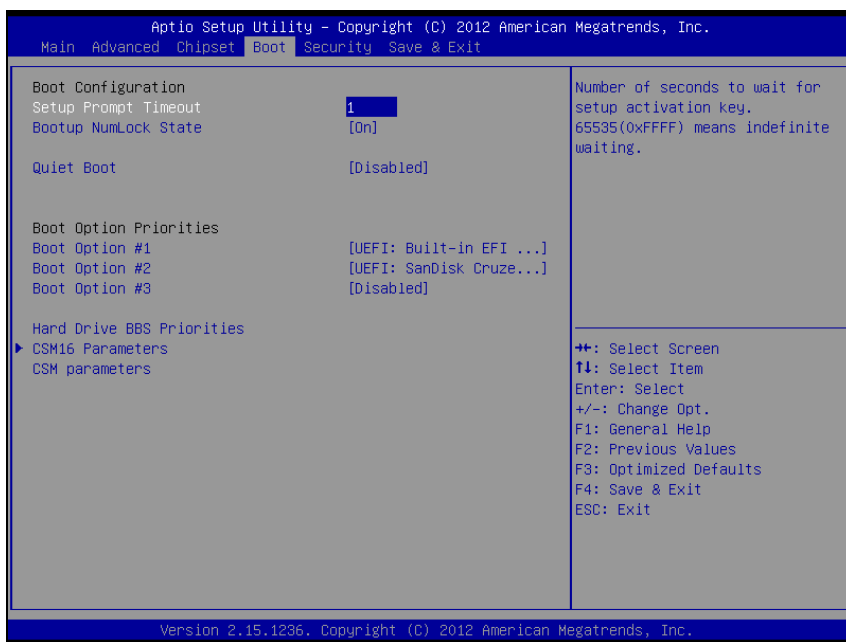 Aptio Setup Utility – Copyright (C) 2012 American Megatrends, Inc.
Main Advanced Chipset Boot Security Save & Exit
Boot Configuration
Setup Prompt Timeout 1
Bootup NumLock State [On]
Quiet Boot [Disabled]
Boot Option Priorities
Boot Option #1 [UEFI: Built-in EFI ...]
Boot Option #2 [UEFI: SanDisk Cruze...]
Boot Option #3 [Disabled]
Hard Drive BBS Priorities
CSM16 Parameters
CSM parameters
Number of seconds to wait for
setup activation key.
65535(0xFFFF) means indefinite
waiting.
→←: Select Screen
↑↓: Select Item
Enter: Select
+/-: Change Opt.
F1: General Help
F2: Previous Values
F3: Optimized Defaults
F4: Save & Exit
ESC: Exit
Version 2.15.1236. Copyright (C) 2012 American Megatrends, Inc.